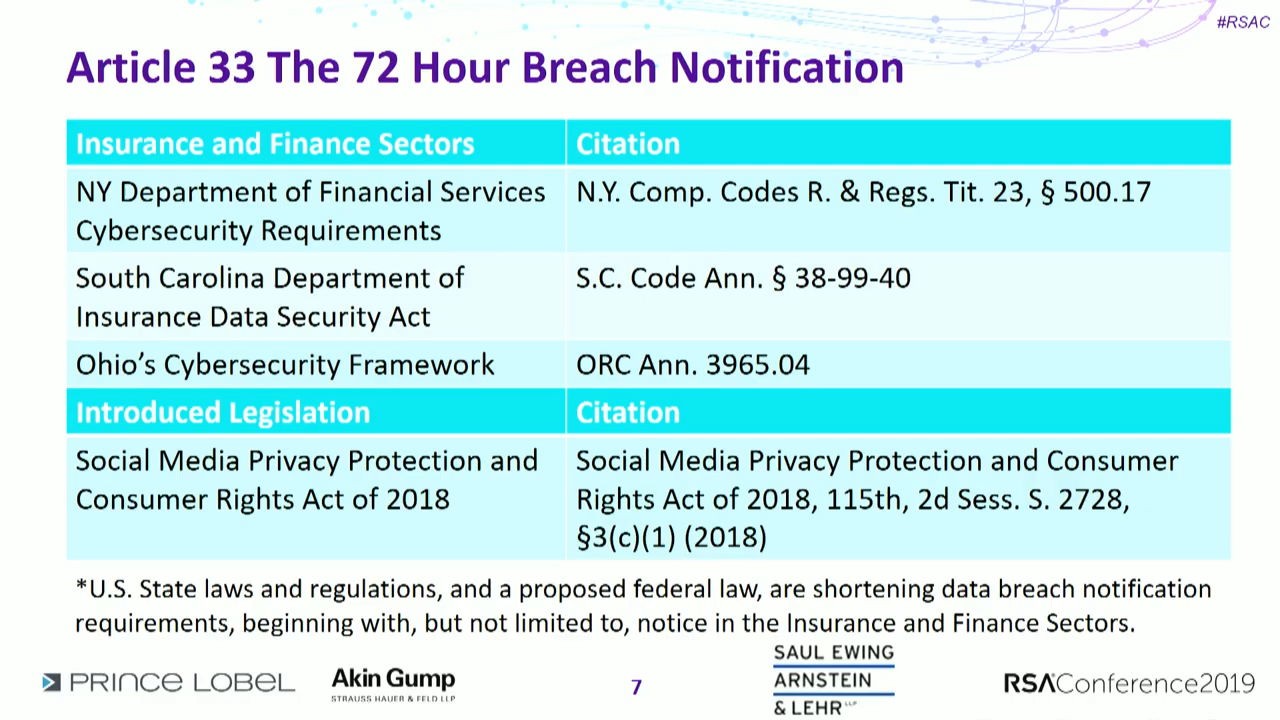 #RSAC
Article 33 The 72 Hour Breach Notification
Insurance and Finance Sectors
Citation
NY Department of Financial Services
Cybersecurity Requirements
N.Y. Comp. Codes R. & Regs. Tit. 23, § 500.17
South Carolina Department of
Insurance Data Security Act
S.C. Code Ann. § 38-99-40
Ohio’s Cybersecurity Framework
ORC Ann. 3965.04
Introduced Legislation
Citation
Social Media Privacy Protection and
Consumer Rights Act of 2018
Social Media Privacy Protection and Consumer
Rights Act of 2018, 115th, 2d Sess. S. 2728,
§3(c)(1) (2018)
*U.S. State laws and regulations, and a proposed federal law, are shortening data breach notification
requirements, beginning with, but not limited to, notice in the Insurance and Finance Sectors.
PRINCE LOBEL
Akin Gump
STRAUSS HAUER & FELD LLP
7
SAUL EWING
ARNSTEIN
& LEHR LLP
RSAConference2019